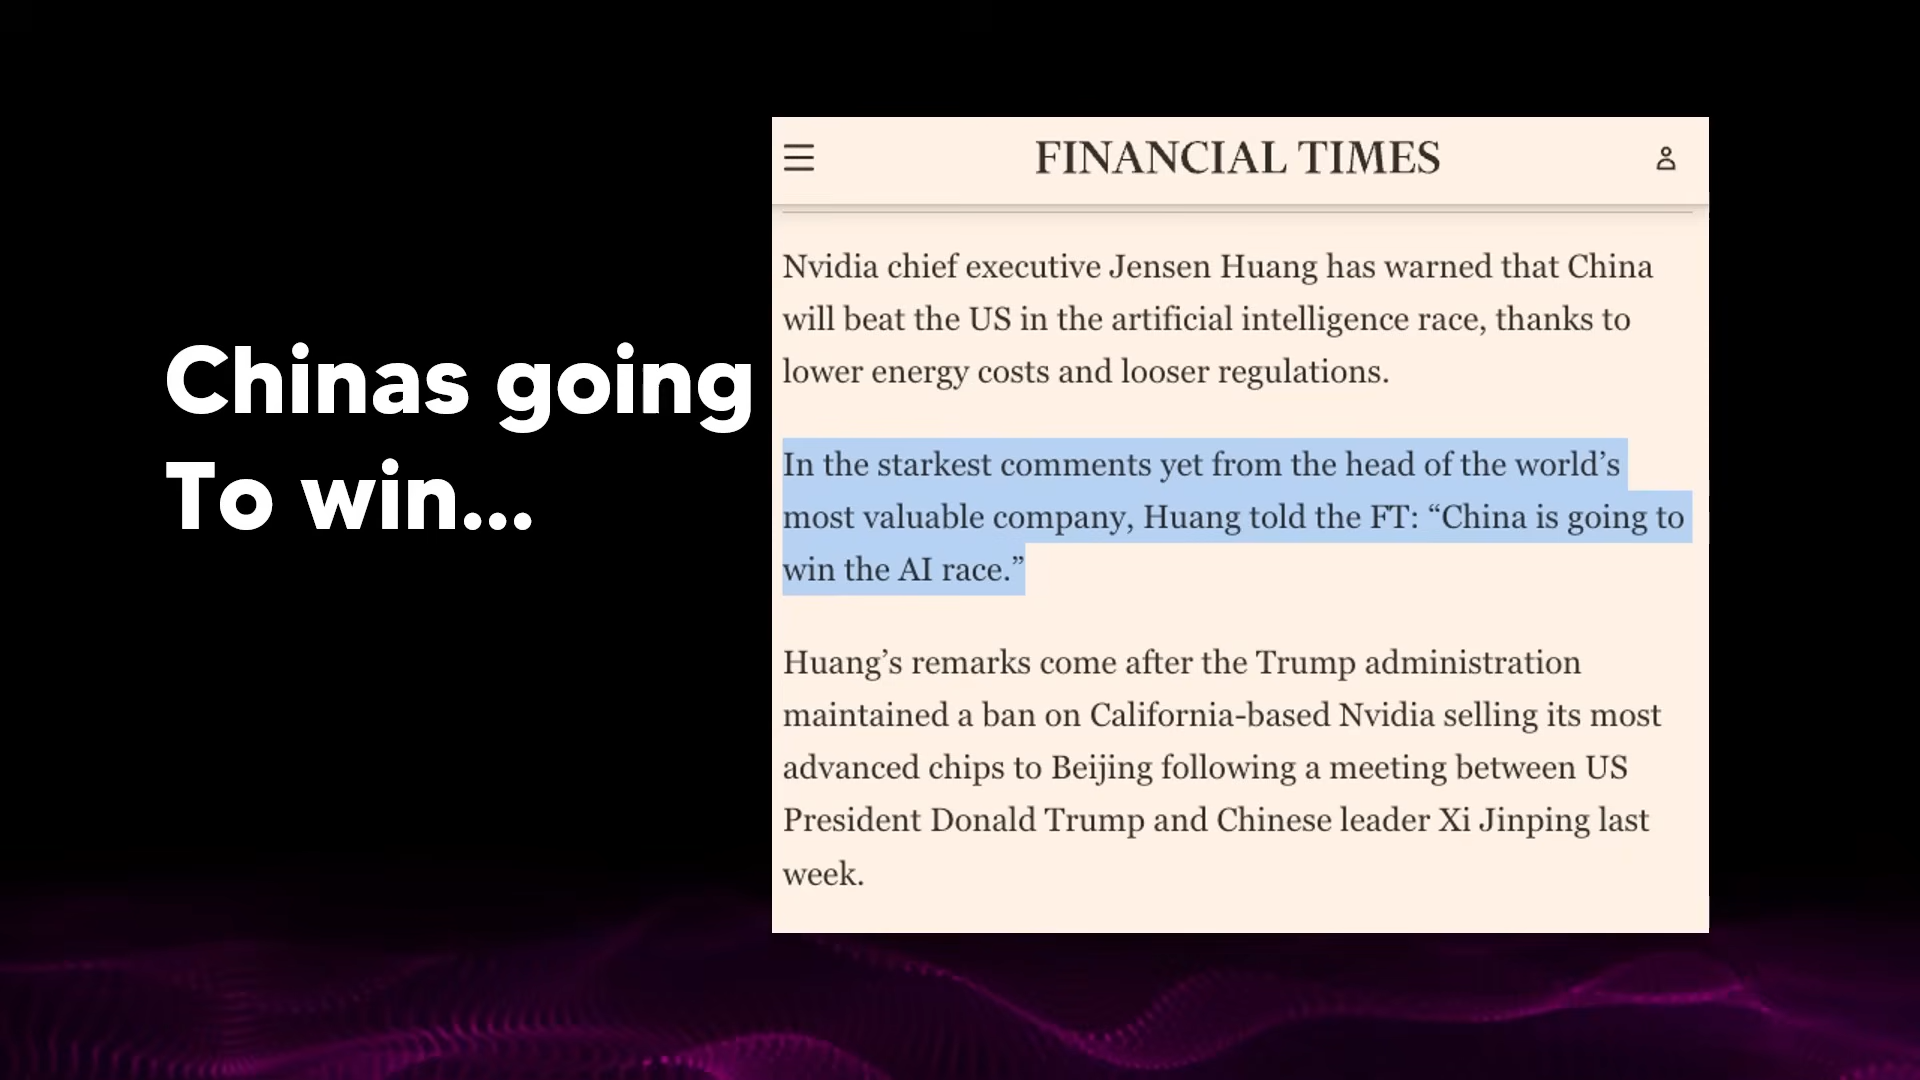 Chinas going
To win...
FINANCIAL TIMES
Nvidia chief executive Jensen Huang has warned that China
will beat the US in the artificial intelligence race, thanks to
lower energy costs and looser regulations.
In the starkest comments yet from the head of the world’s
most valuable company, Huang told the FT: “China is going to
win the AI race.”
Huang’s remarks come after the Trump administration
maintained a ban on California-based Nvidia selling its most
advanced chips to Beijing following a meeting between US
President Donald Trump and Chinese leader Xi Jinping last
week.